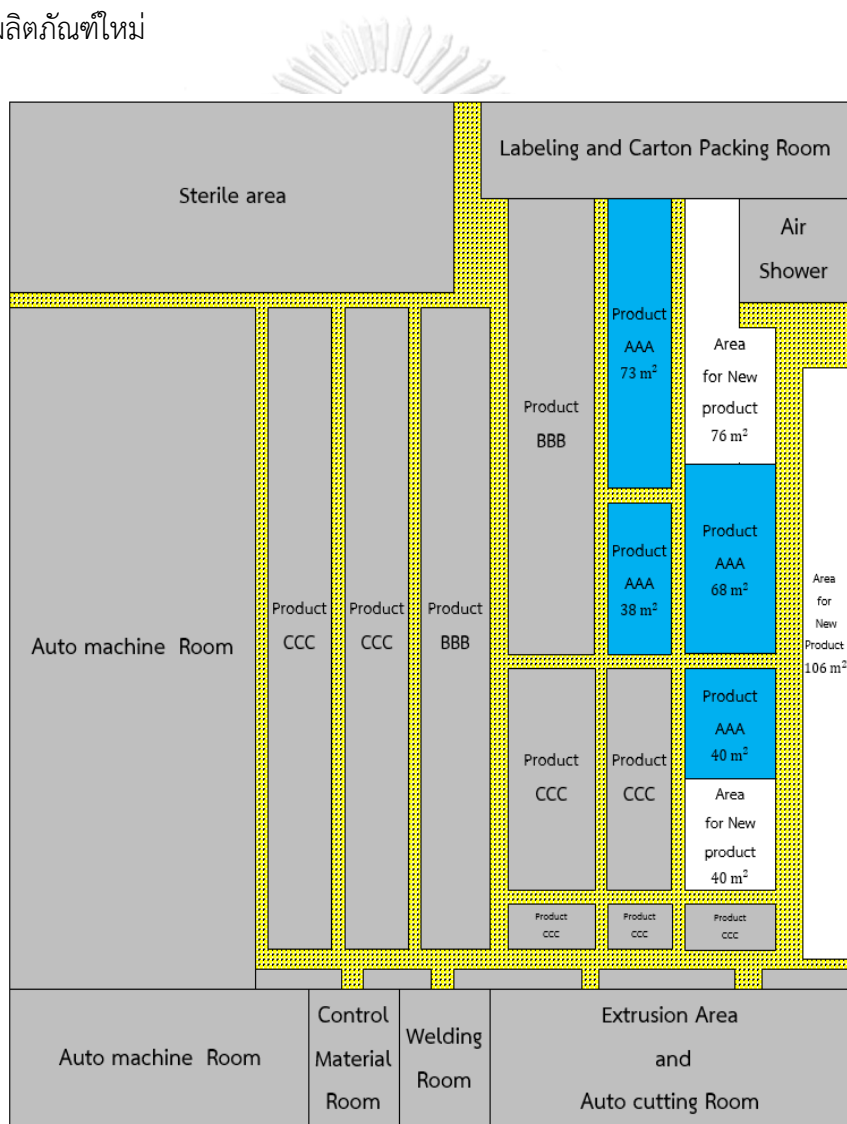 ผลิตภัณฑ์ใหม่
Labeling and Carton Packing Room
Sterile area
Air
Shower
Product
AAA
73 m²
Area
for New
product
76 m²
Product
BBB
Product
AAA
68 m²
Product
AAA
38 m²
Area
for
New
Product
106 m²
Auto machine Room
Product
CCC
Product
CCC
Product
BBB
Product
AAA
40 m²
Product
CCC
Product
CCC
Area
for New
product
40 m²
Product
CCC
Product
CCC
Product
CCC
Auto machine Room
Control
Material
Room
Welding
Room
Extrusion Area
and
Auto cutting Room